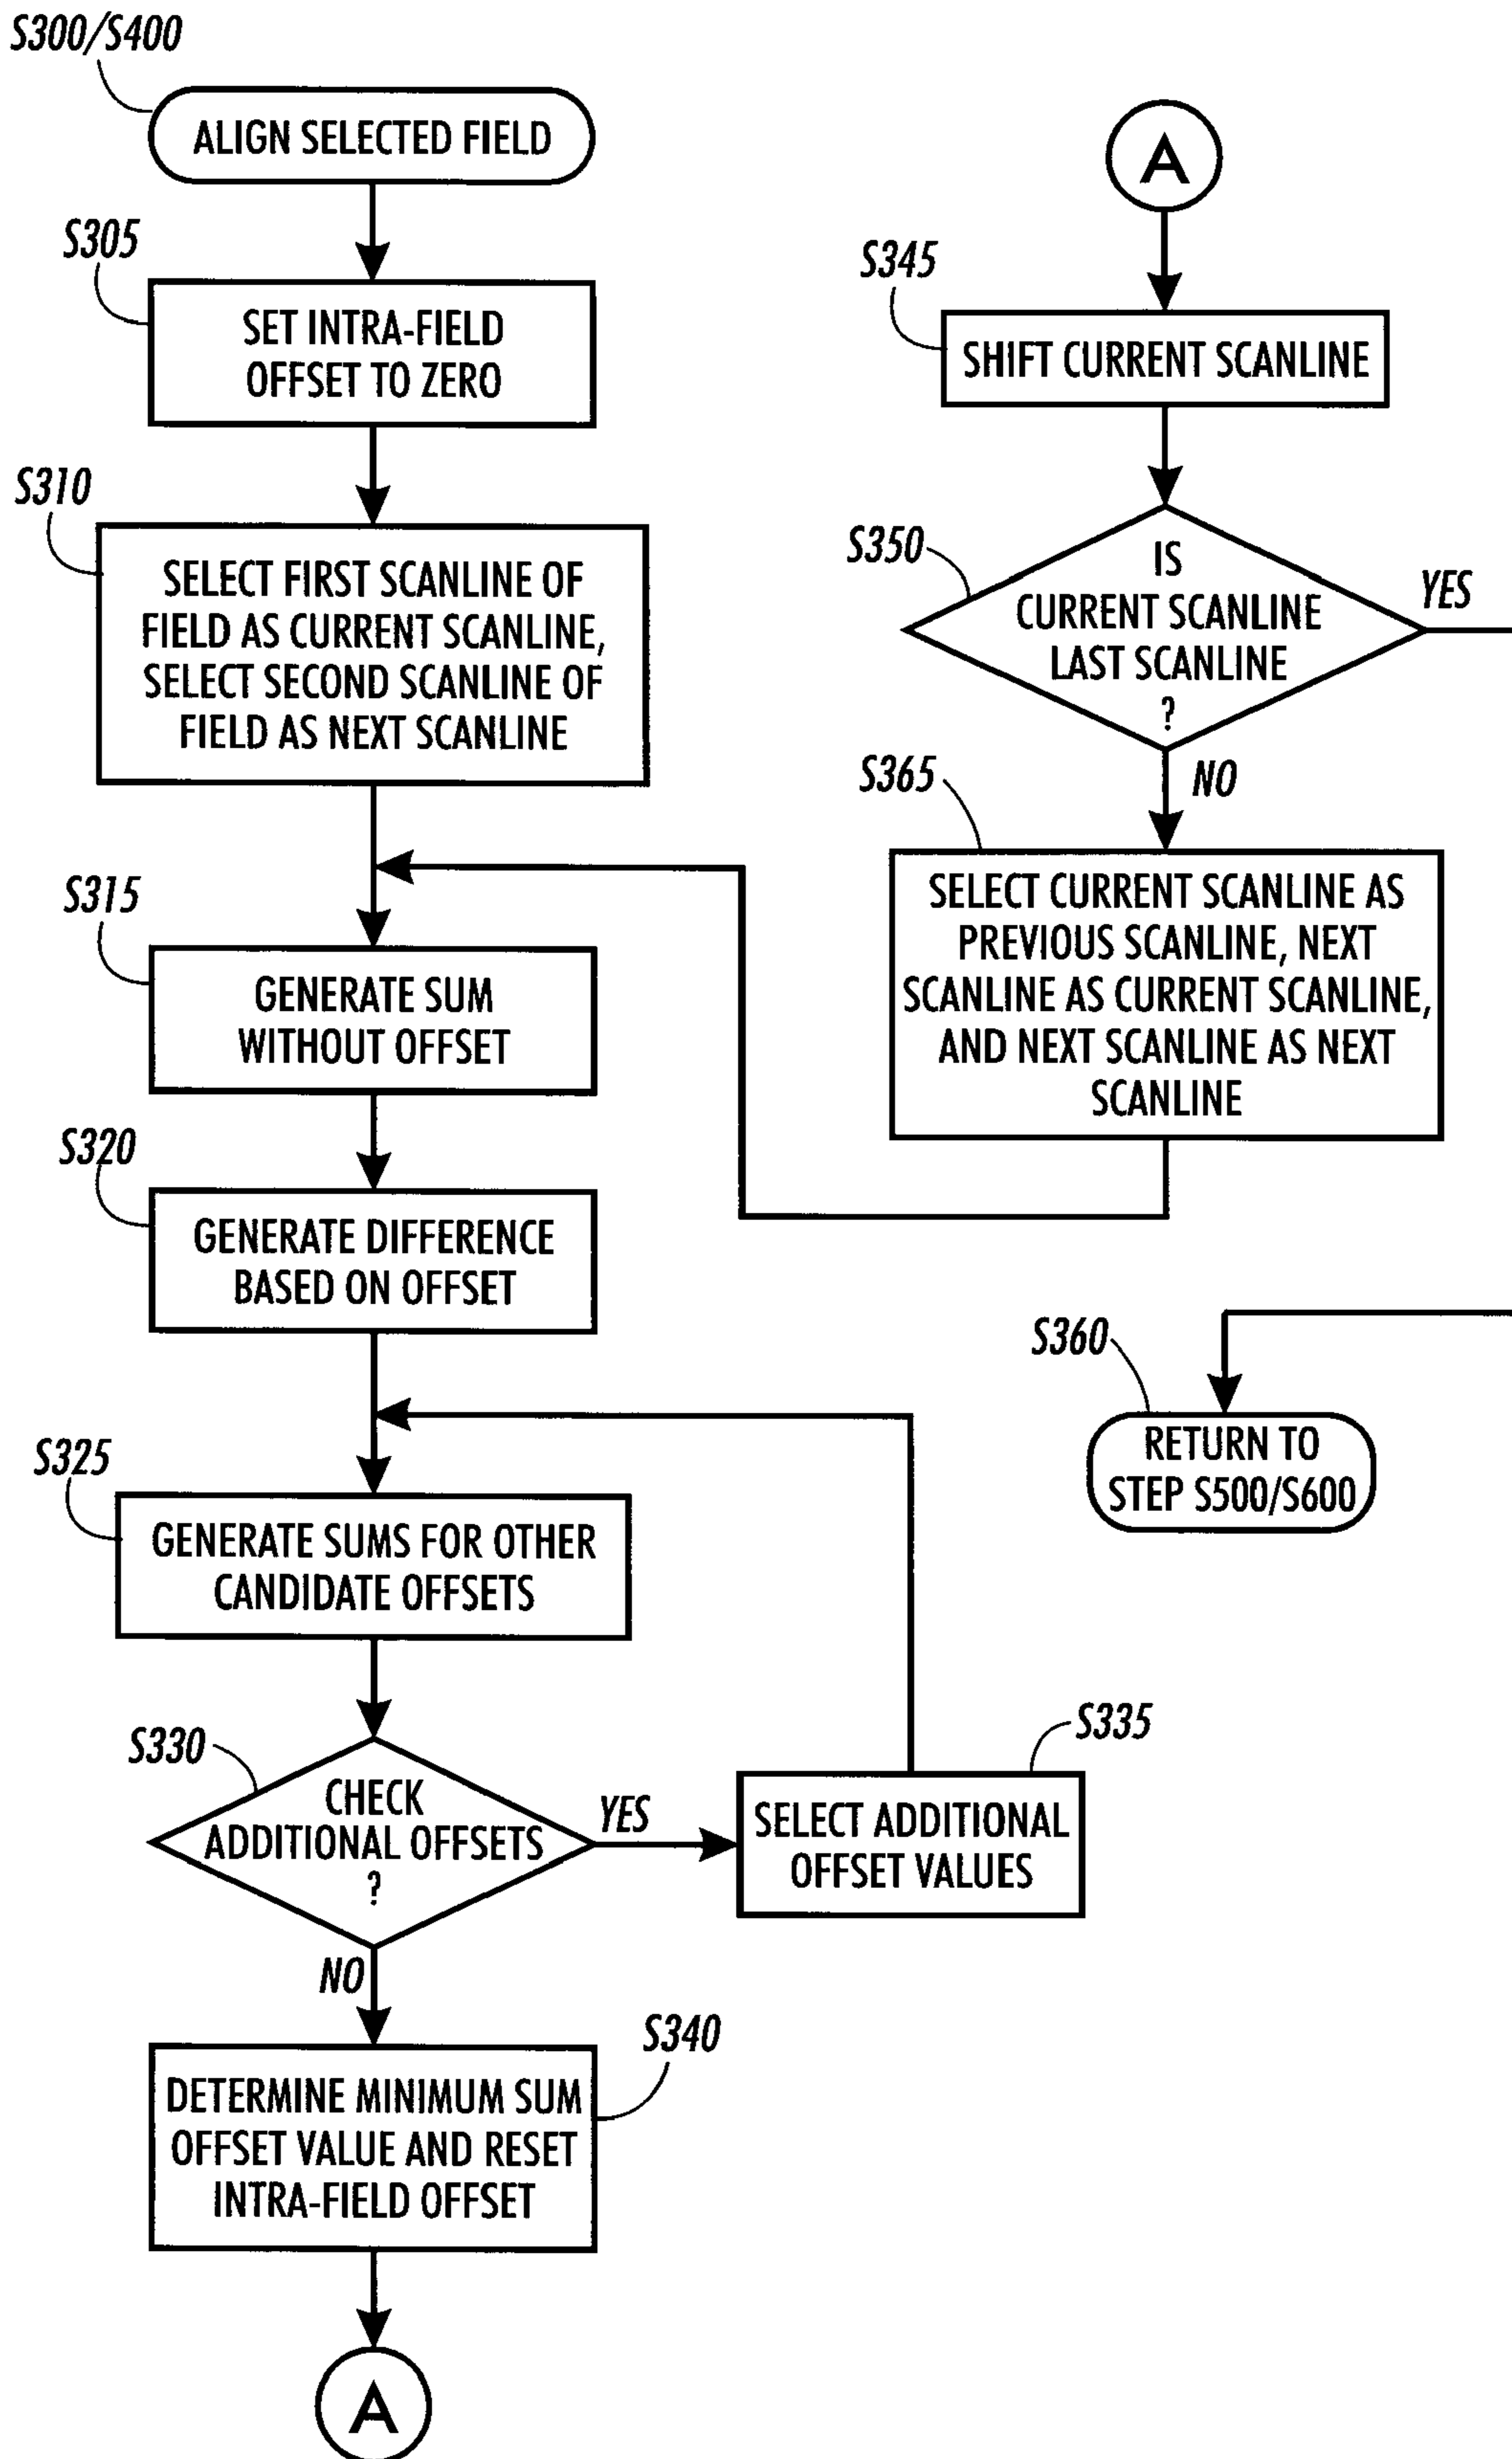 S300/S400
ALIGN SELECTED FIELD
S305
SET INTRA-FIELD
OFFSET TO ZERO
S310
SELECT FIRST SCANLINE OF
FIELD AS CURRENT SCANLINE,
SELECT SECOND SCANLINE OF
FIELD AS NEXT SCANLINE
S315
GENERATE SUM
WITHOUT OFFSET
S320
GENERATE DIFFERENCE
BASED ON OFFSET
S325
GENERATE SUMS FOR OTHER
CANDIDATE OFFSETS
S330
CHECK
ADDITIONAL OFFSETS
?
YES
S335
SELECT ADDITIONAL
OFFSET VALUES
NO
S340
DETERMINE MINIMUM SUM
OFFSET VALUE AND RESET
INTRA-FIELD OFFSET
A
A
S345
SHIFT CURRENT SCANLINE
S350
IS
CURRENT SCANLINE
LAST SCANLINE
?
YES
NO
S365
SELECT CURRENT SCANLINE AS
PREVIOUS SCANLINE, NEXT
SCANLINE AS CURRENT SCANLINE,
AND NEXT SCANLINE AS NEXT
SCANLINE
S360
RETURN TO
STEP S500/S600